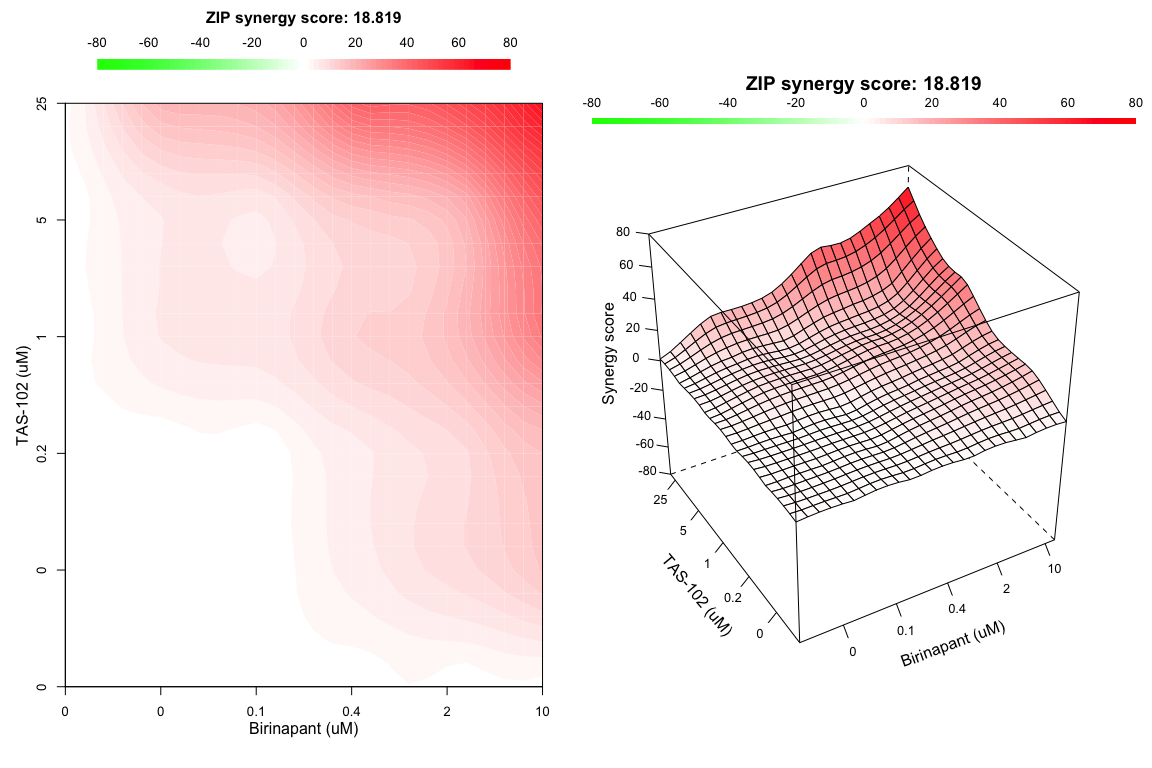 ZIP synergy score: 18.819
-80 -60 -40 -20 0 20 40 60 80
25
5
1
0.2
0
0
TAS-102 (uM)
0 0 0.1 0.4 2 10
Birinapant (uM)
ZIP synergy score: 18.819
-80 -60 -40 -20 0 20 40 60 80
80
60
40
20
0
-20
-40
-60
-80
Synergy score
25
5
1
0.2
0
TAS-102 (uM)
0 0.1 0.4 2 10
Birinapant (uM)